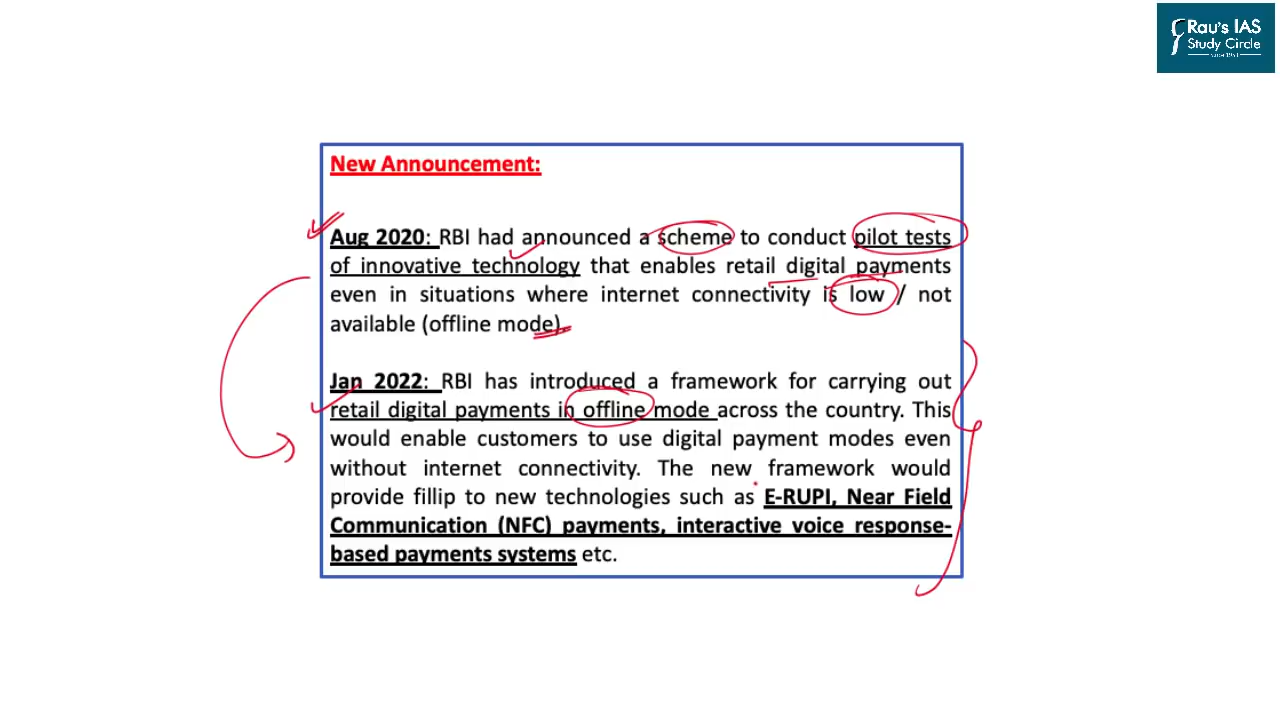 Rau's IAS
Study Circle
since 1953
New Announcement:
Aug 2020: RBI had announced a scheme to conduct pilot tests
of innovative technology that enables retail digital payments
even in situations where internet connectivity is low / not
available (offline mode).
Jan 2022: RBI has introduced a framework for carrying out
retail digital payments in offline mode across the country. This
would enable customers to use digital payment modes even
without internet connectivity. The new framework would
provide fillip to new technologies such as E-RUPI, Near Field
Communication (NFC) payments, interactive voice response-
based payments systems etc.